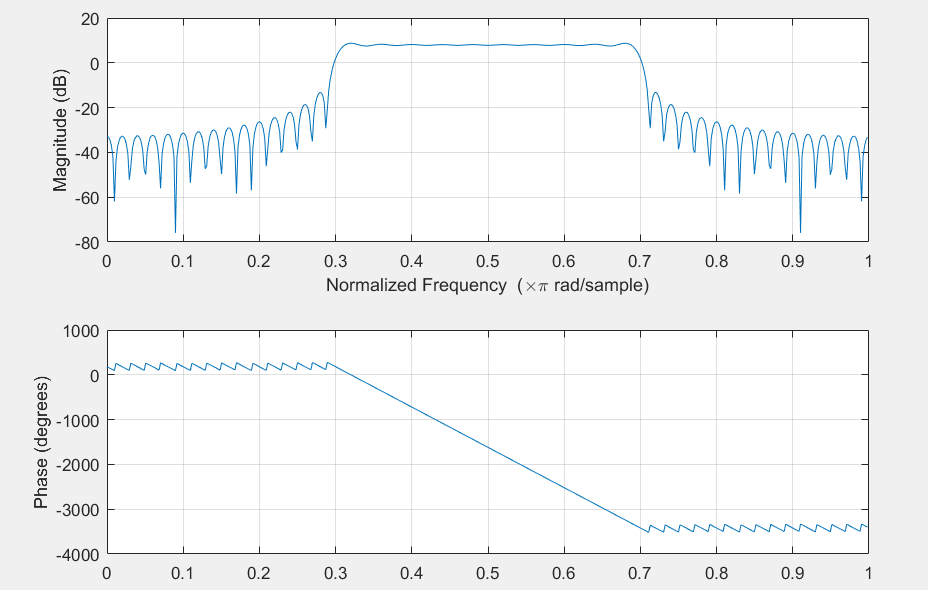 20
0
-20
-40
-60
-80
Magnitude (dB)
0 0.1 0.2 0.3 0.4 0.5 0.6 0.7 0.8 0.9 1
Normalized Frequency (×π rad/sample)
1000
0
-1000
-2000
-3000
-4000
Phase (degrees)
0 0.1 0.2 0.3 0.4 0.5 0.6 0.7 0.8 0.9 1